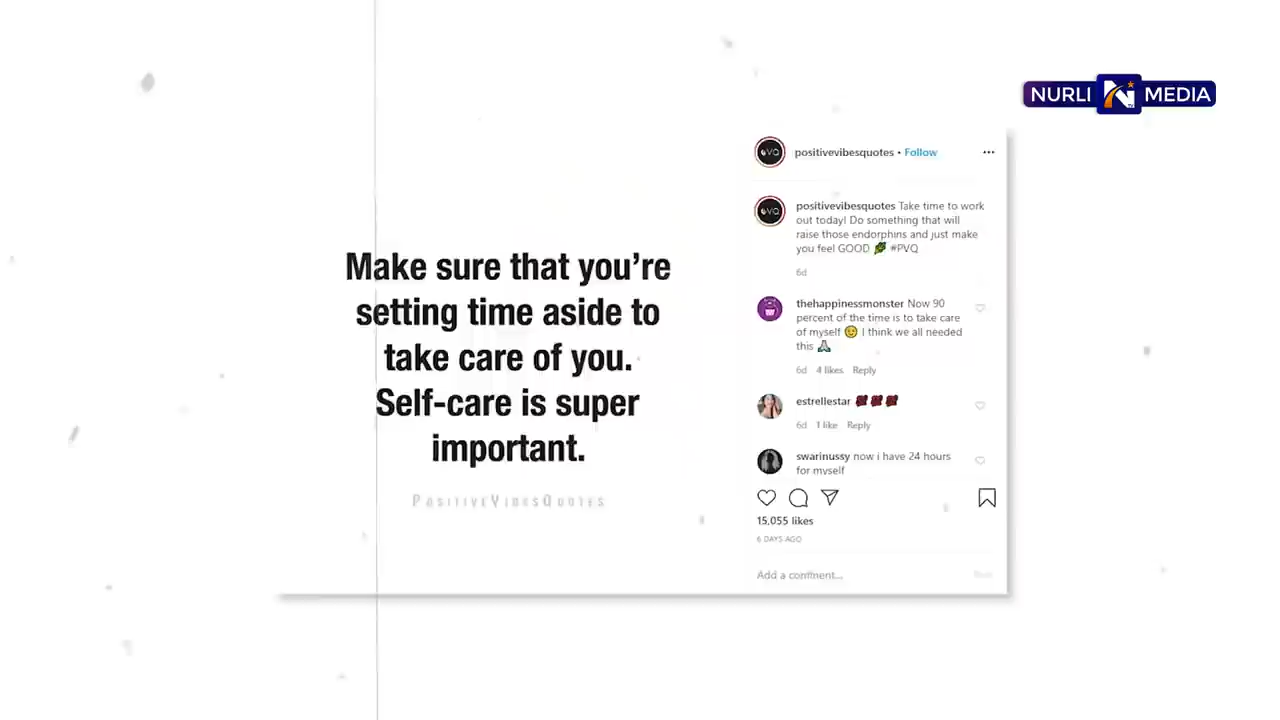 NURLI N MEDIA
positivevibesquotes • Follow
Make sure that you're
setting time aside to
take care of you.
Self-care is super
important.
PositiveVibesQuotes
positivevibesquotes Take time to work
out today! Do something that will
raise those endorphins and just make
you feel GOOD #PVQ
6d
thehappinessmonster Now 90
percent of the time is to take care
of myself 😉 I think we all needed
this 🙏
6d 4 likes Reply
estrellestar
6d 1 like Reply
swarinussy now i have 24 hours
for myself
15,055 likes
6 DAYS AGO
Add a comment...